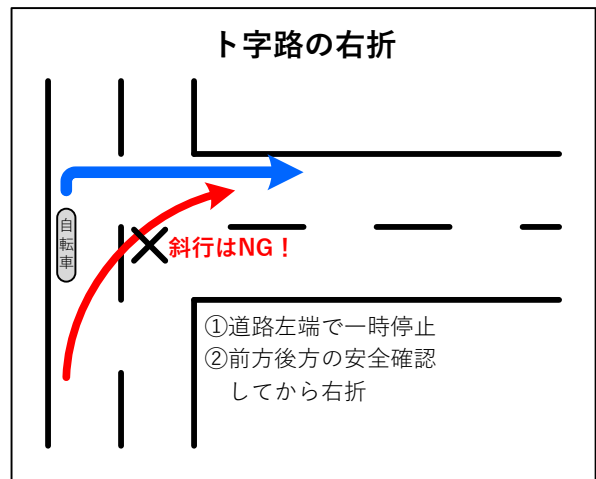 ト字路の右折
自転車
斜行はNG！
①道路左端で一時停止
②前方後方の安全確認
してから右折